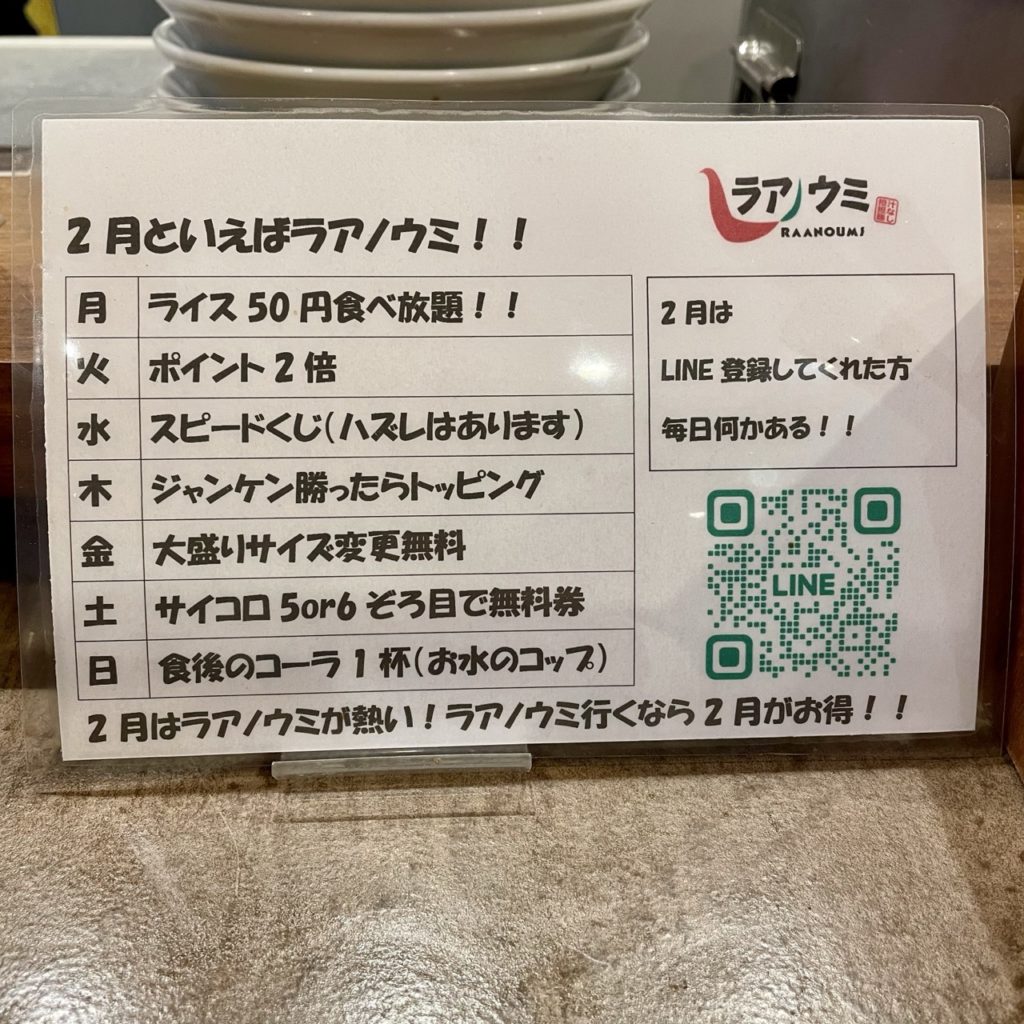 ラアノウミ
RAANOUMI
2月といえばラアノウミ！！
月 ライス50円食べ放題！！
火 ポイント2倍
水 スピードくじ(ハズレはあります)
木 ジャンケン勝ったらトッピング
金 大盛りサイズ変更無料
土 サイコロ5or6ぞろ目で無料券
日 食後のコーラ1杯(お水のコップ)
2月は
LINE登録してくれた方
毎日何かある！！
LINE
2月はラアノウミが熱い！ラアノウミ行くなら2月がお得！！